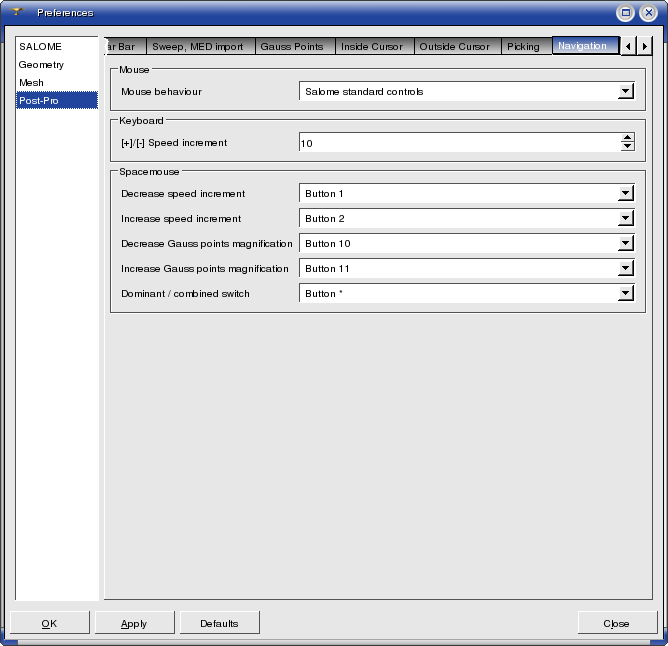 Preferences
SALOME
Geometry
Mesh
Post-Pro
ar Bar Sweep, MED import Gauss Points Inside Cursor Outside Cursor Picking Navigation
Mouse
Mouse behaviour Salome standard controls
Keyboard
[+]/[-] Speed increment 10
Spacemouse
Decrease speed increment Button 1
Increase speed increment Button 2
Decrease Gauss points magnification Button 10
Increase Gauss points magnification Button 11
Dominant / combined switch Button *
OK Apply Defaults Close